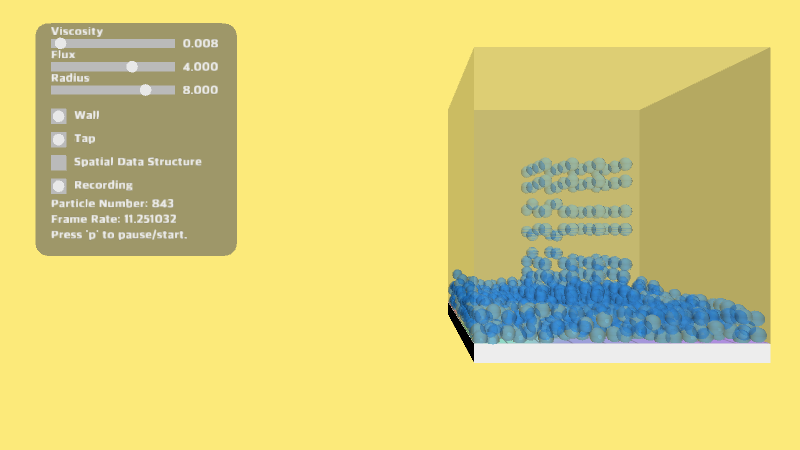 Viscosity
0.008
Flux
4.000
Radius
8.000
Wall
Tap
Spatial Data Structure
Recording
Particle Number: 843
Frame Rate: 11.251032
Press 'p' to pause/start.